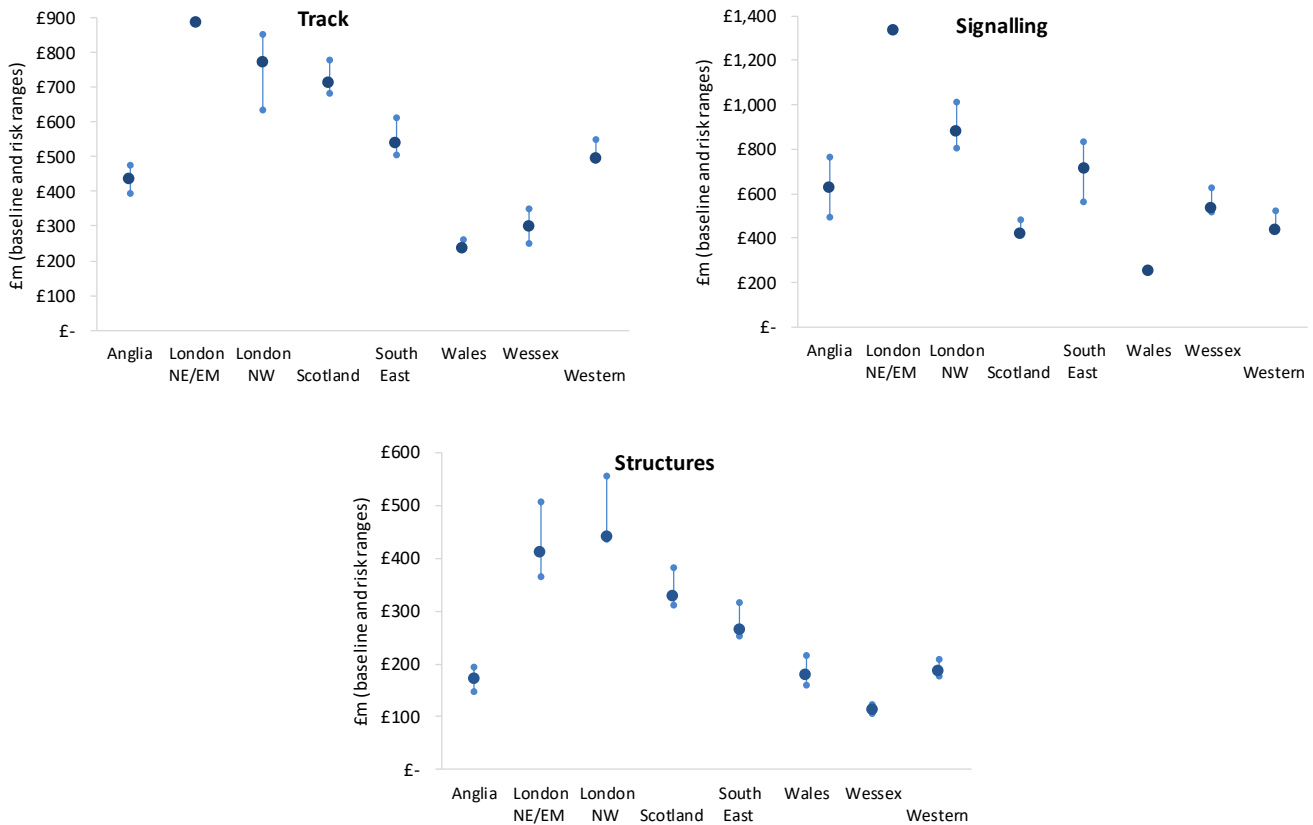 Track
£m (baseline and risk ranges)
£900
£800
£700
£600
£500
£400
£300
£200
£100
£-
Anglia
London
NE/EM
London
NW
Scotland
South
East
Wales
Wessex
Western
Signalling
£m (baseline and risk ranges)
£1,400
£1,200
£1,000
£800
£600
£400
£200
£-
Anglia
London
NE/EM
London
NW
Scotland
South
East
Wales
Wessex
Western
Structures
£m (baseline and risk ranges)
£600
£500
£400
£300
£200
£100
£-
Anglia
London
NE/EM
London
NW
Scotland
South
East
Wales
Wessex
Western